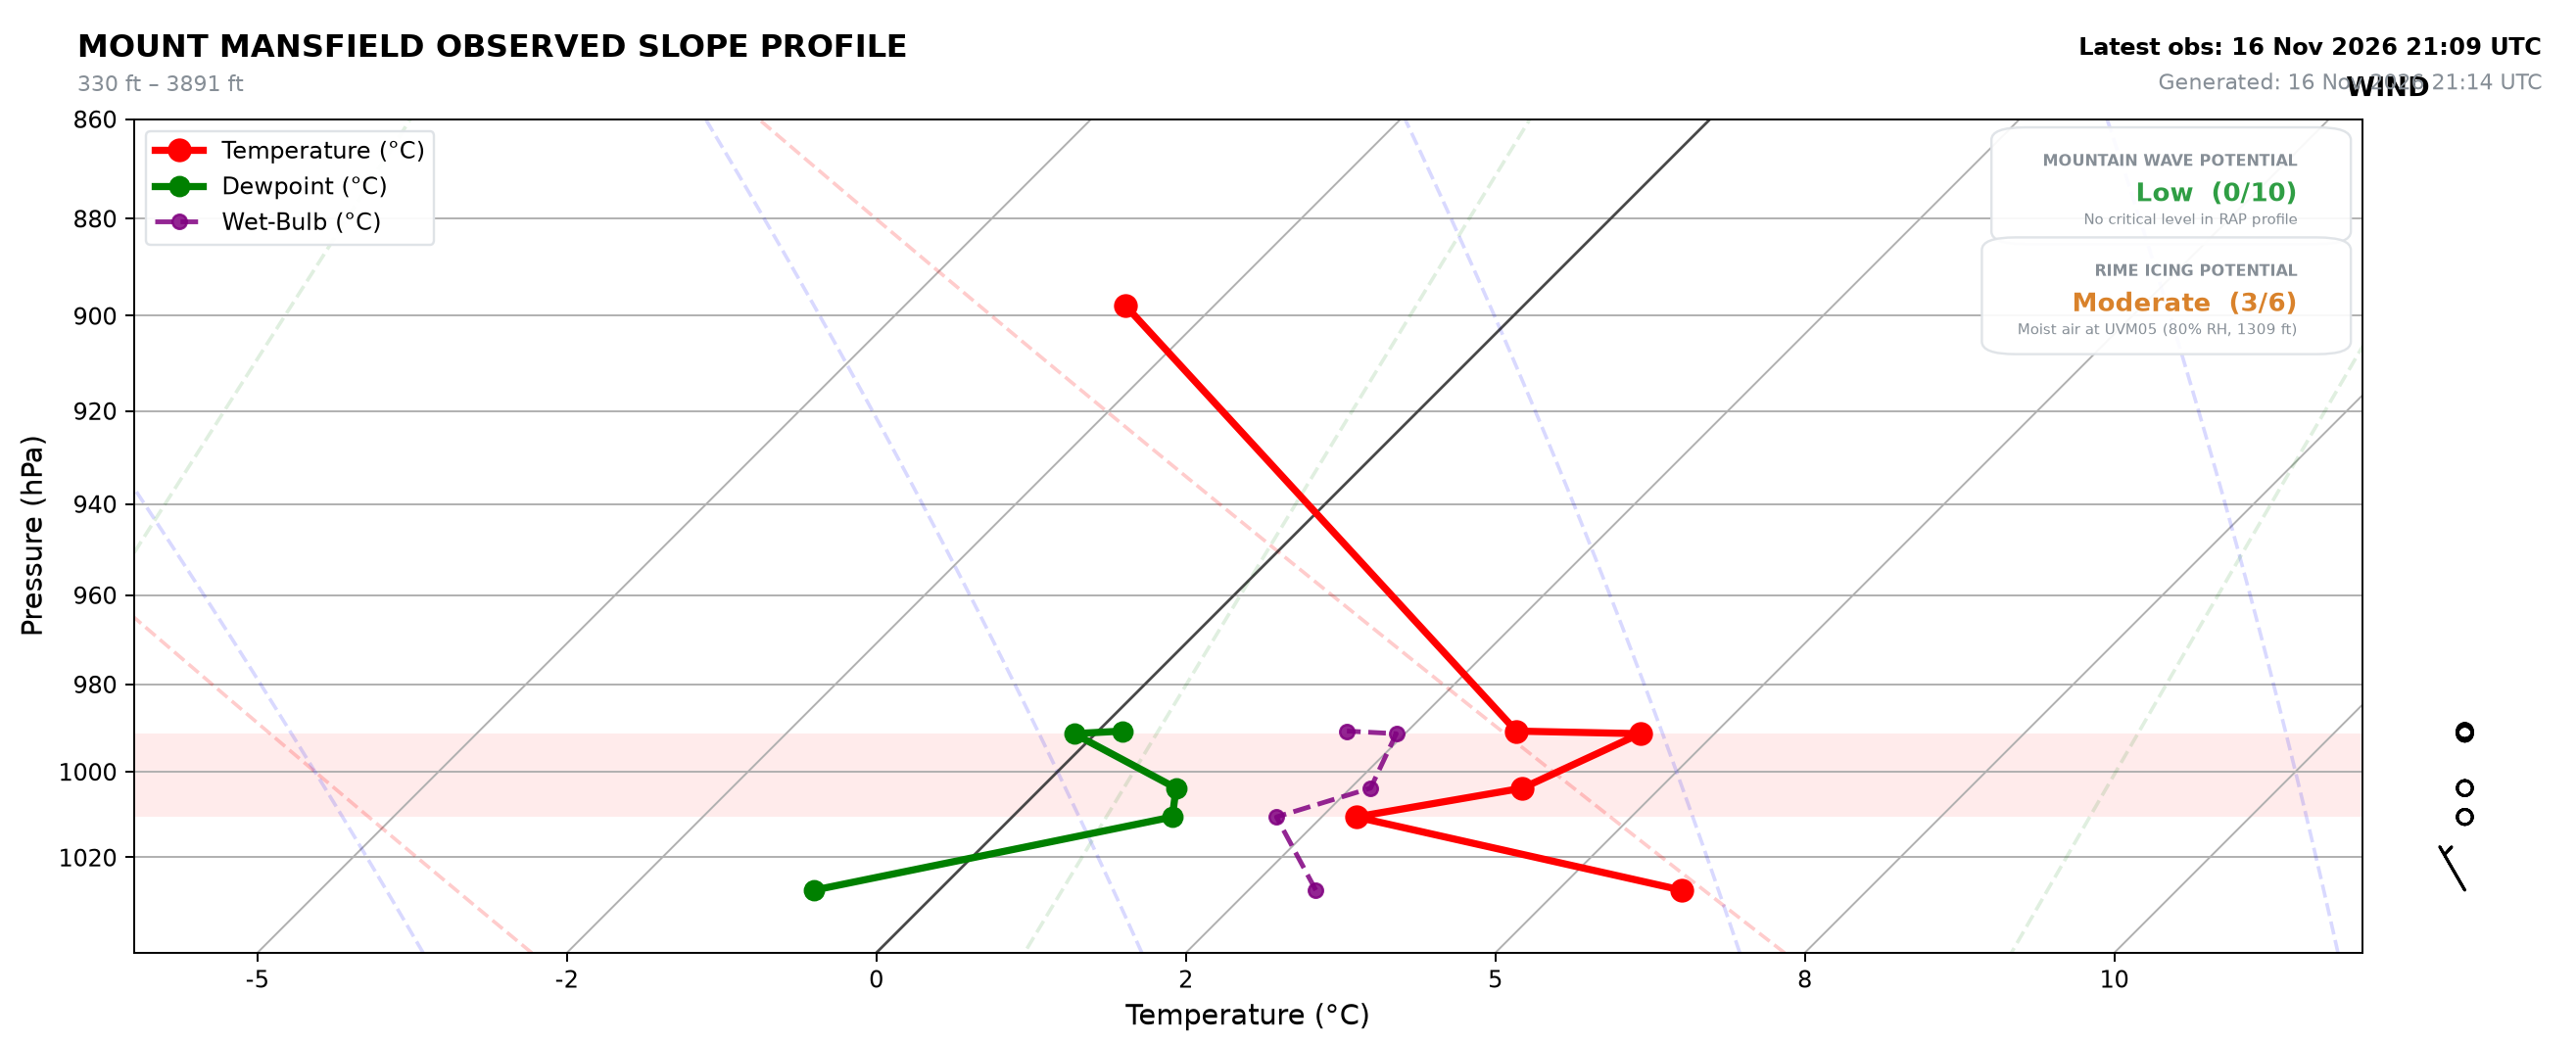 MOUNT MANSFIELD OBSERVED SLOPE PROFILE
330 ft – 3891 ft
Latest obs: 16 Nov 2026 21:09 UTC
Generated: 16 Nov 2026 21:14 UTC
WIND
Temperature (°C)
Dewpoint (°C)
Wet-Bulb (°C)
MOUNTAIN WAVE POTENTIAL
Low (0/10)
No critical level in RAP profile
RIME ICING POTENTIAL
Moderate (3/6)
Moist air at UVM05 (80% RH, 1309 ft)
Pressure (hPa)
860
880
900
920
940
960
980
1000
1020
-5 -2 0 2 5 8 10
Temperature (°C)